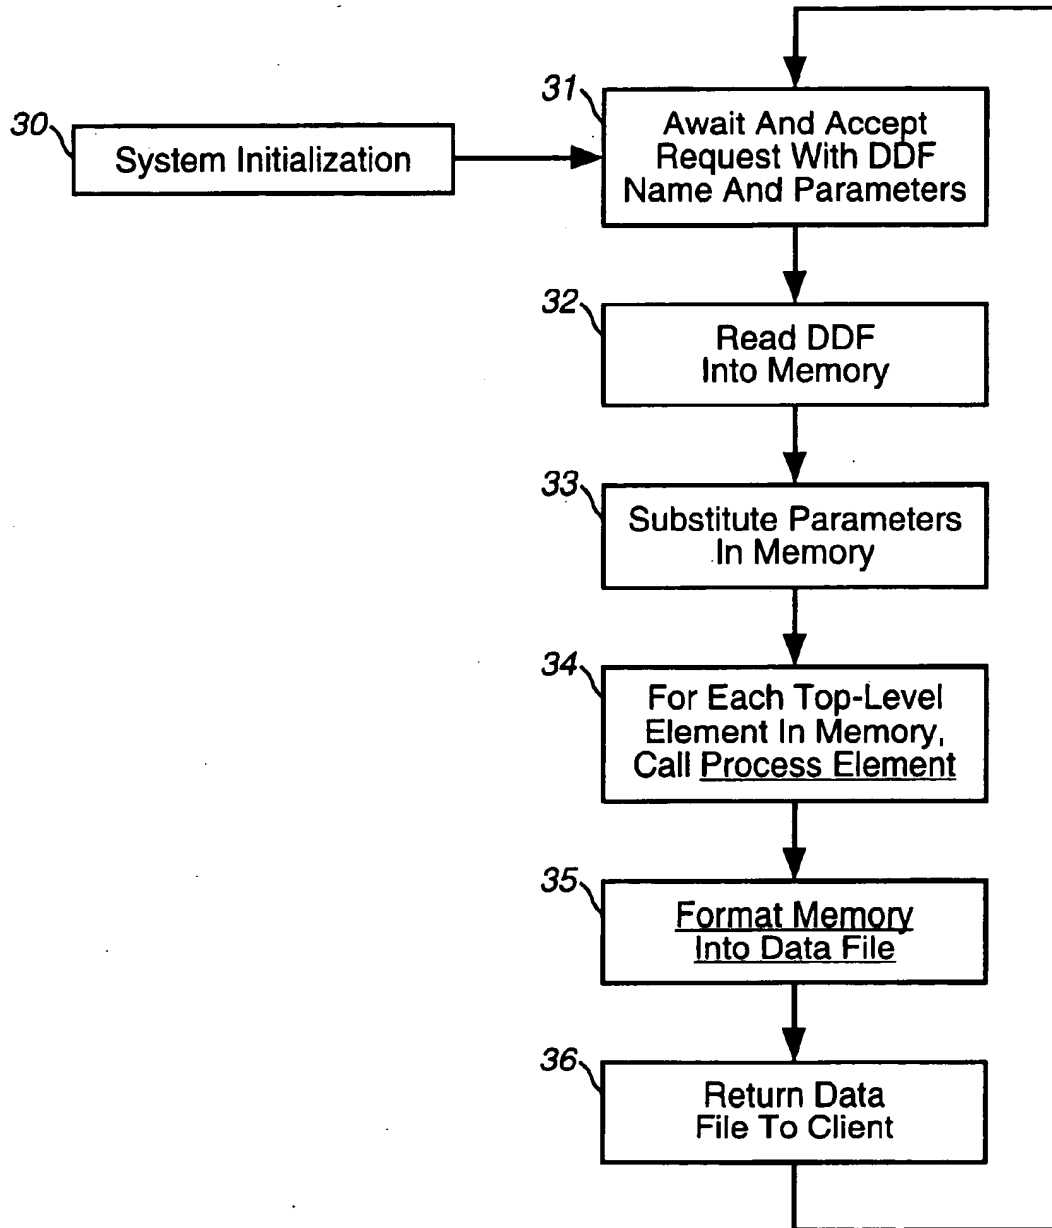 30
System Initialization
31
Await And Accept
Request With DDF
Name And Parameters
32
Read DDF
Into Memory
33
Substitute Parameters
In Memory
34
For Each Top-Level
Element In Memory,
Call Process Element
35
Format Memory
Into Data File
36
Return Data
File To Client